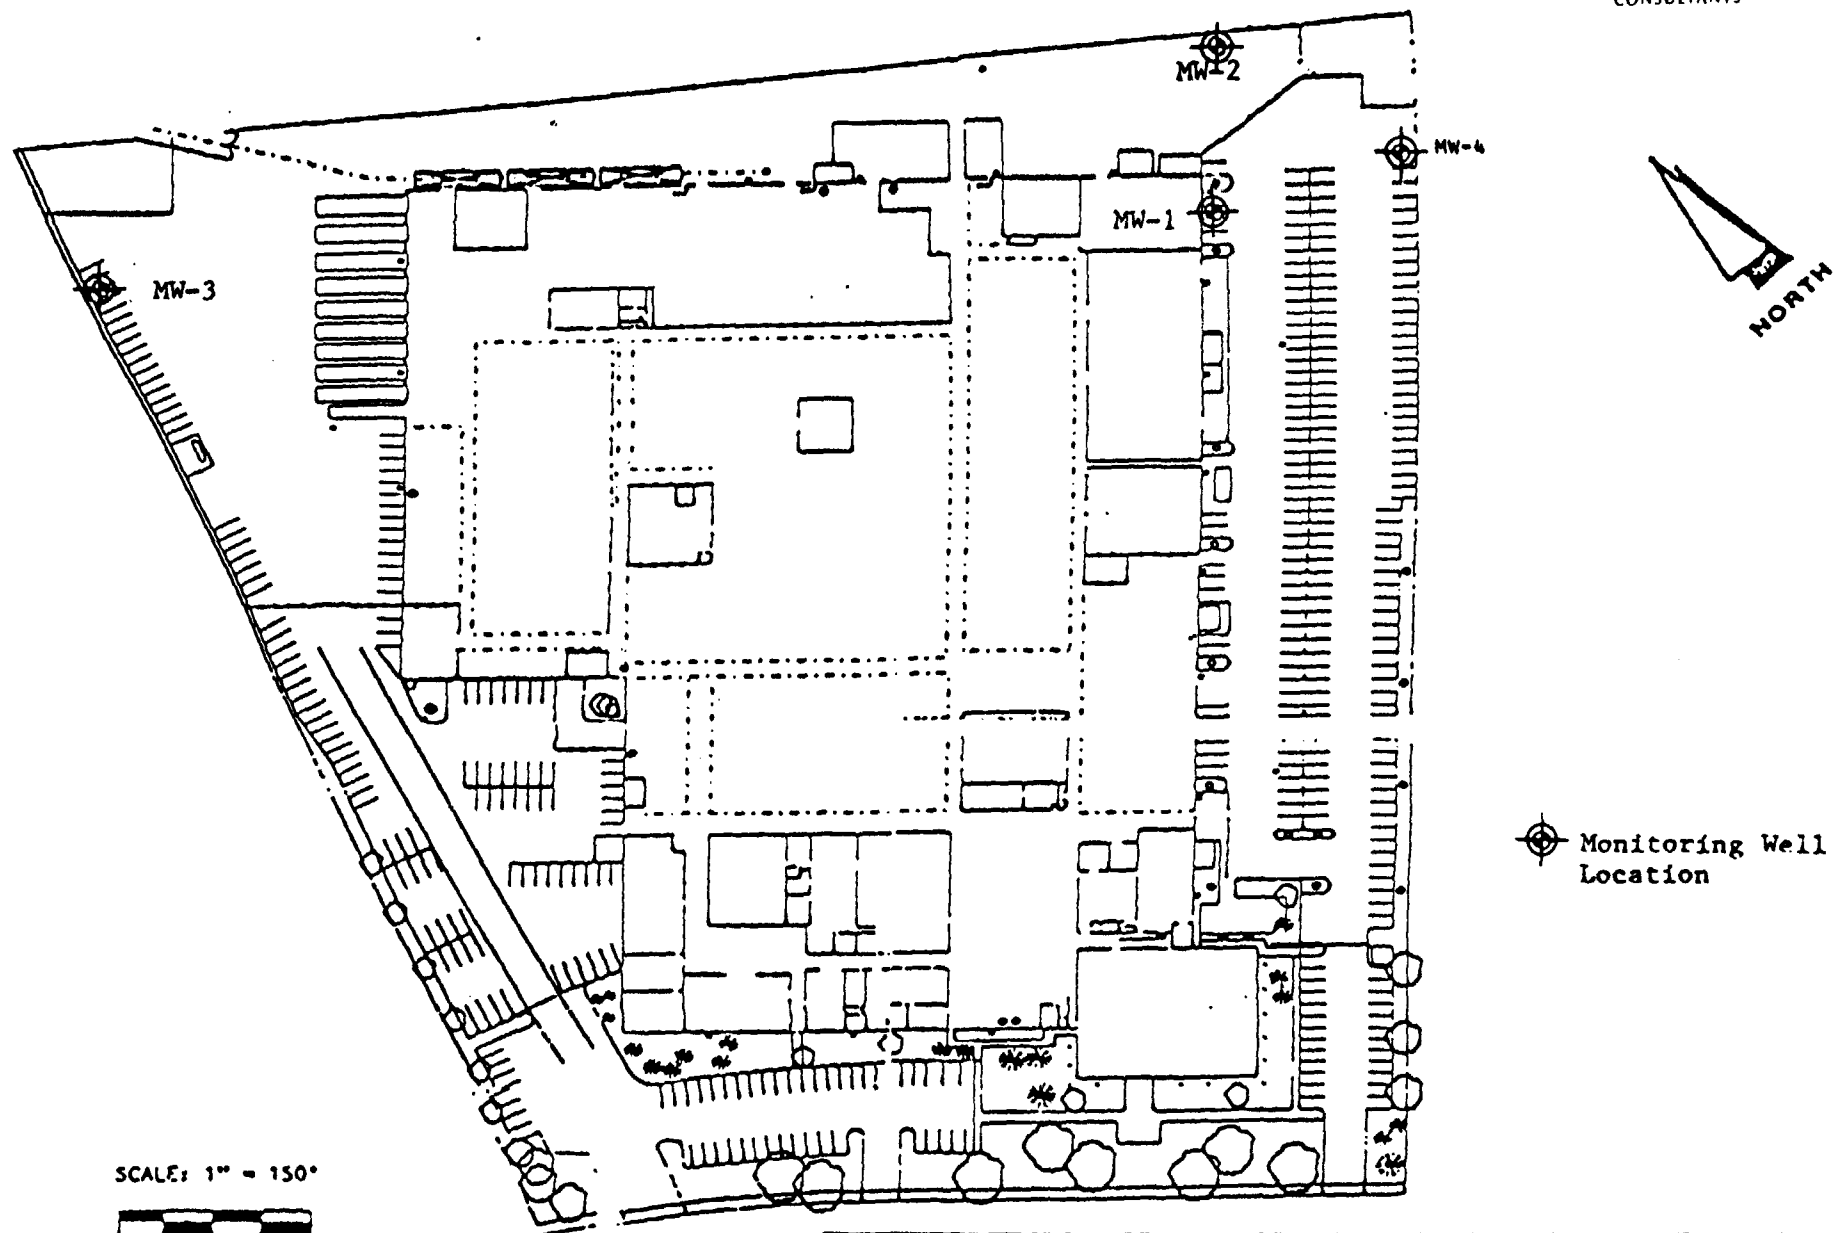 CONSULTANTS
MW-2
MW-4
MW-1
MW-3
NORTH
Monitoring Well
Location
SCALE: 1" = 150'